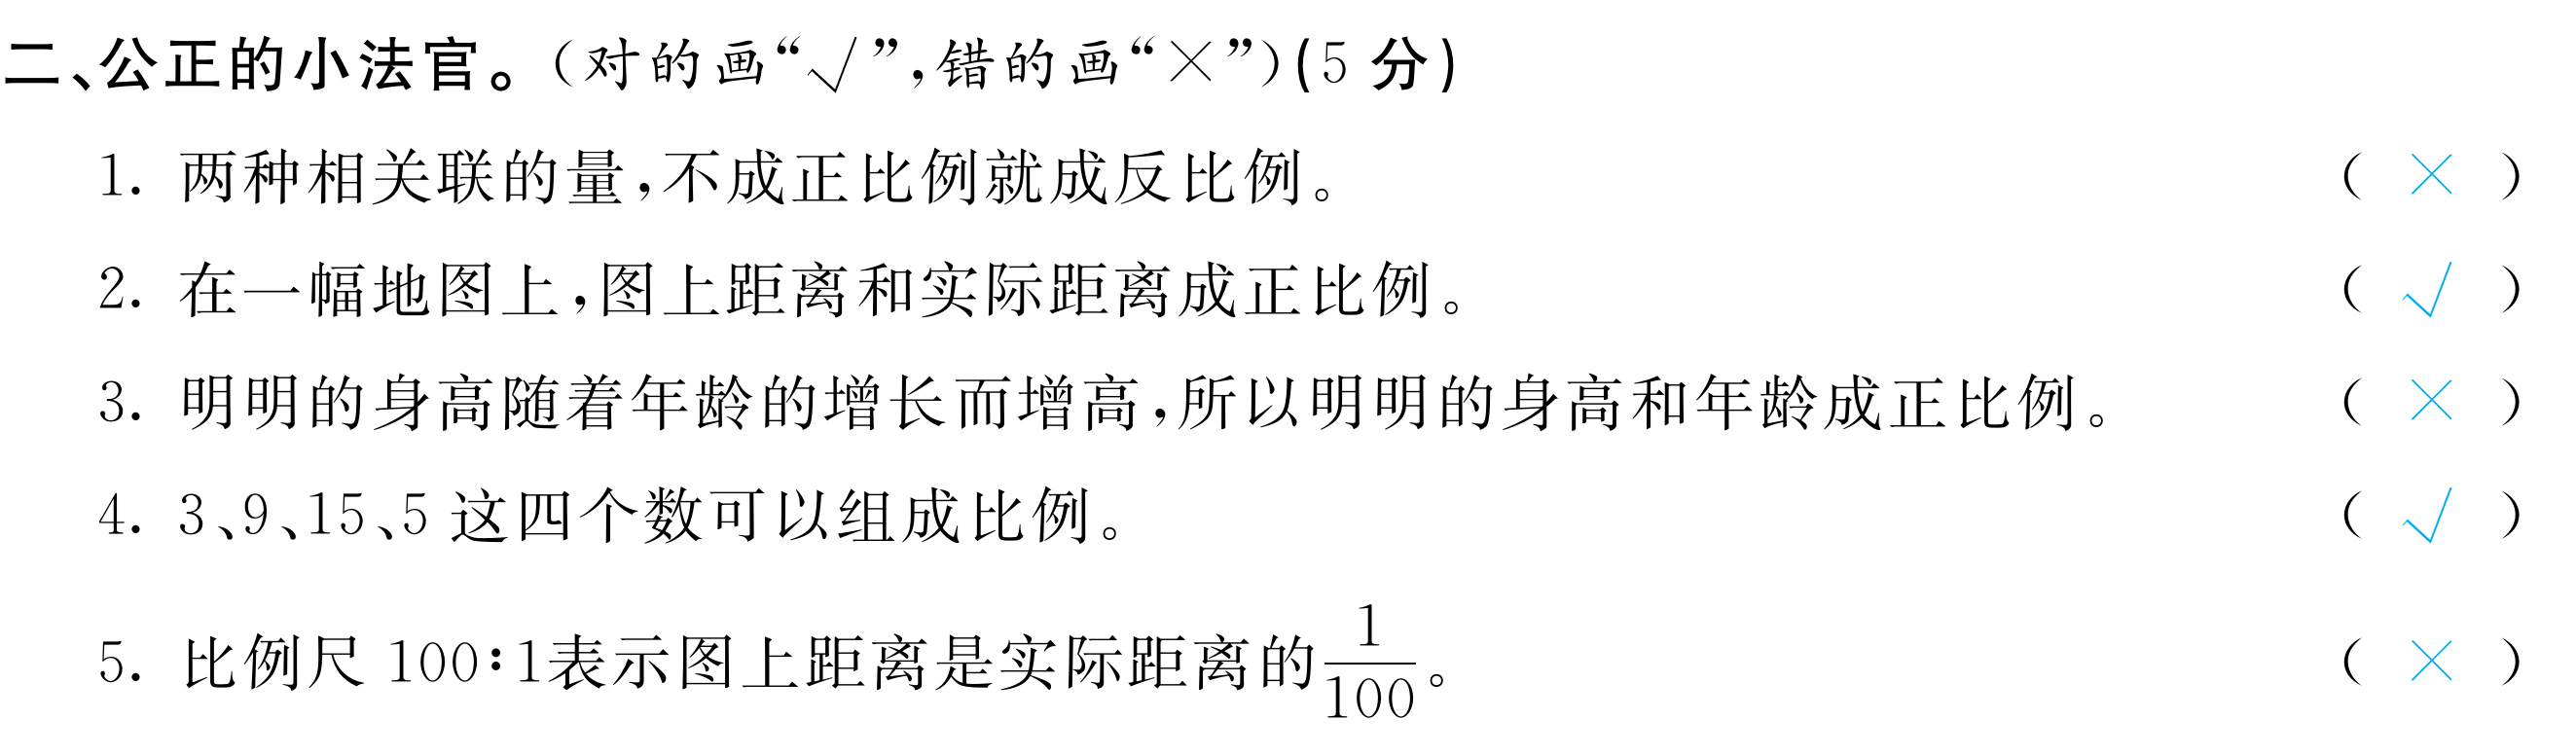 二、公正的小法官。(对的画“√”,错的画“×”)(5 分)
1. 两种相关联的量,不成正比例就成反比例。 ( × )
2. 在一幅地图上,图上距离和实际距离成正比例。 ( √ )
3. 明明的身高随着年龄的增长而增高,所以明明的身高和年龄成正比例。 ( × )
4. 3、9、15、5 这四个数可以组成比例。 ( √ )
5. 比例尺 100∶1表示图上距离是实际距离的1/100。 ( × )